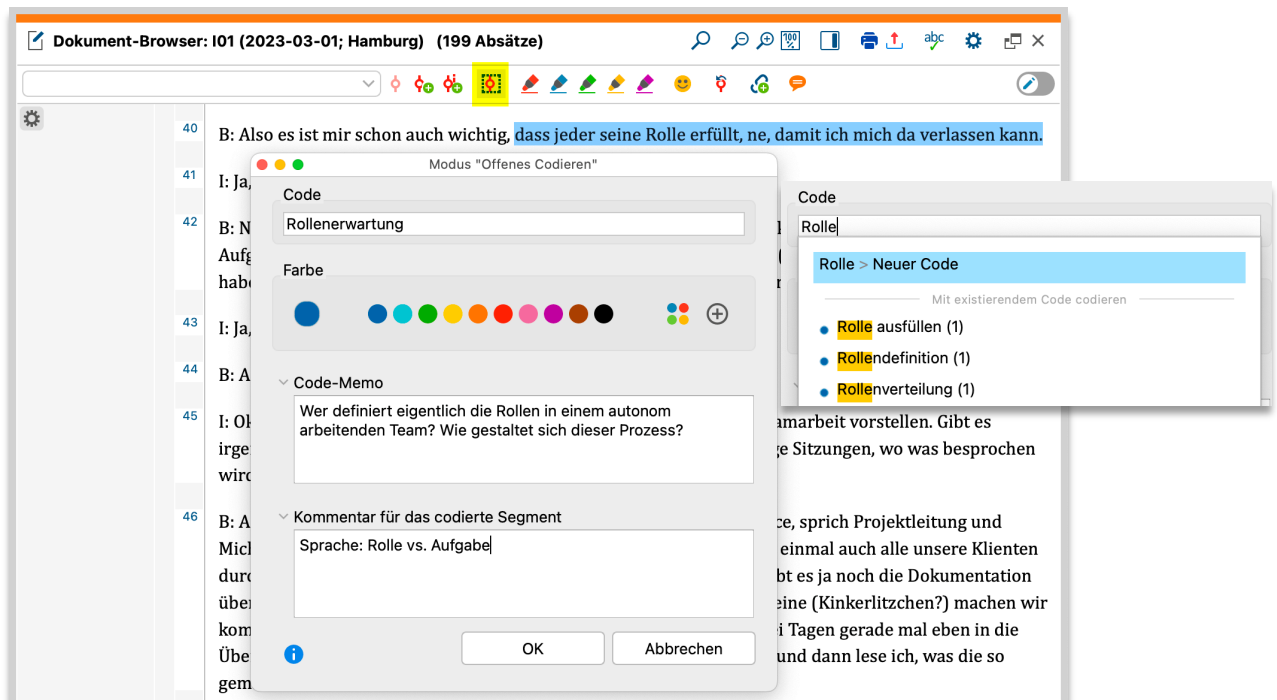 Dokument-Browser: I01 (2023-03-01; Hamburg) (199 Absätze)
100
%
abc
40
B: Also es ist mir schon auch wichtig, dass jeder seine Rolle erfüllt, ne, damit ich mich da verlassen kann.
41
I: Ja,
42
B: N
Aufg
habe
43
I: Ja,
44
B: A
45
I: Ok
amarbeit vorstellen. Gibt es
irge
ge Sitzungen, wo was besprochen
wird
46
B: A
ce, sprich Projektleitung und
Mich
einmal auch alle unsere Klienten
durc
bt es ja noch die Dokumentation
über
eine (Kinkerlitzchen?) machen wir
kom
i Tagen gerade mal eben in die
Übe
und dann lese ich, was die so
gem
Modus "Offenes Codieren"
Code
Rollenerwartung
Farbe
Code-Memo
Wer definiert eigentlich die Rollen in einem autonom
arbeitenden Team? Wie gestaltet sich dieser Prozess?
Kommentar für das codierte Segment
Sprache: Rolle vs. Aufgabe
OK
Abbrechen
Code
Rolle
Rolle > Neuer Code
Mit existierendem Code codieren
Rolle ausfüllen (1)
Rollendefinition (1)
Rollenverteilung (1)